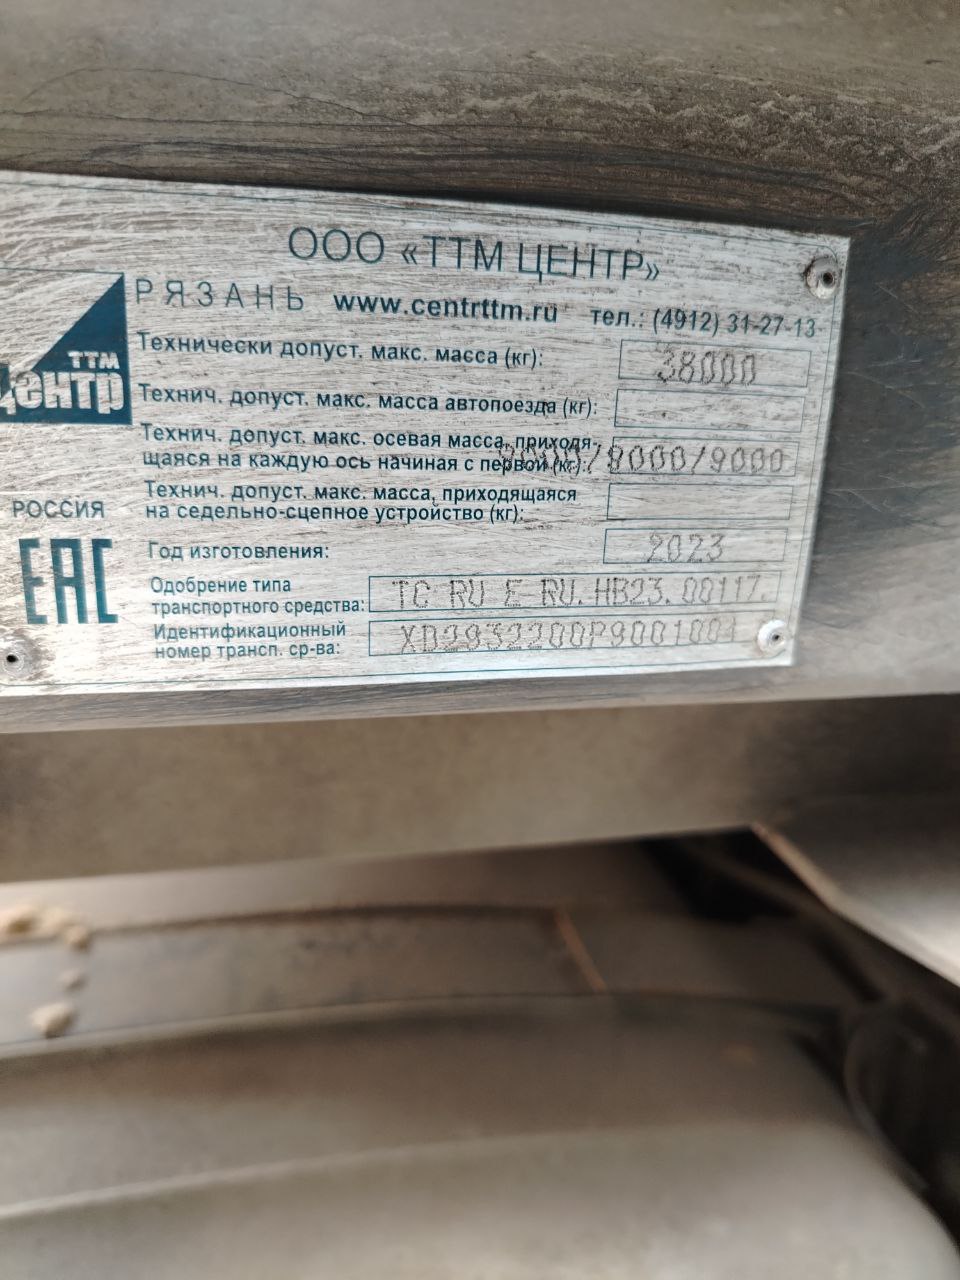 ООО «ТТМ ЦЕНТР»
РЯЗАНЬ www.centrttm.ru тел.: (4912) 31-27-13
ТТМ
Центр
Технически допуст. макс. масса (кг): 38000
Технич. допуст. макс. масса автопоезда (кг):
Технич. допуст. макс. осевая масса, приходя-
щаяся на каждую ось начиная с первой (кг): 9000/9000/9000
Технич. допуст. макс. масса, приходящаяся
на седельно-сцепное устройство (кг):
РОССИЯ
EAC
Год изготовления: 2023
Одобрение типа
транспортного средства: ТС RU Е-RU.НВ23.00117.
Идентификационный
номер трансп. ср-ва: XD2932200P9001004